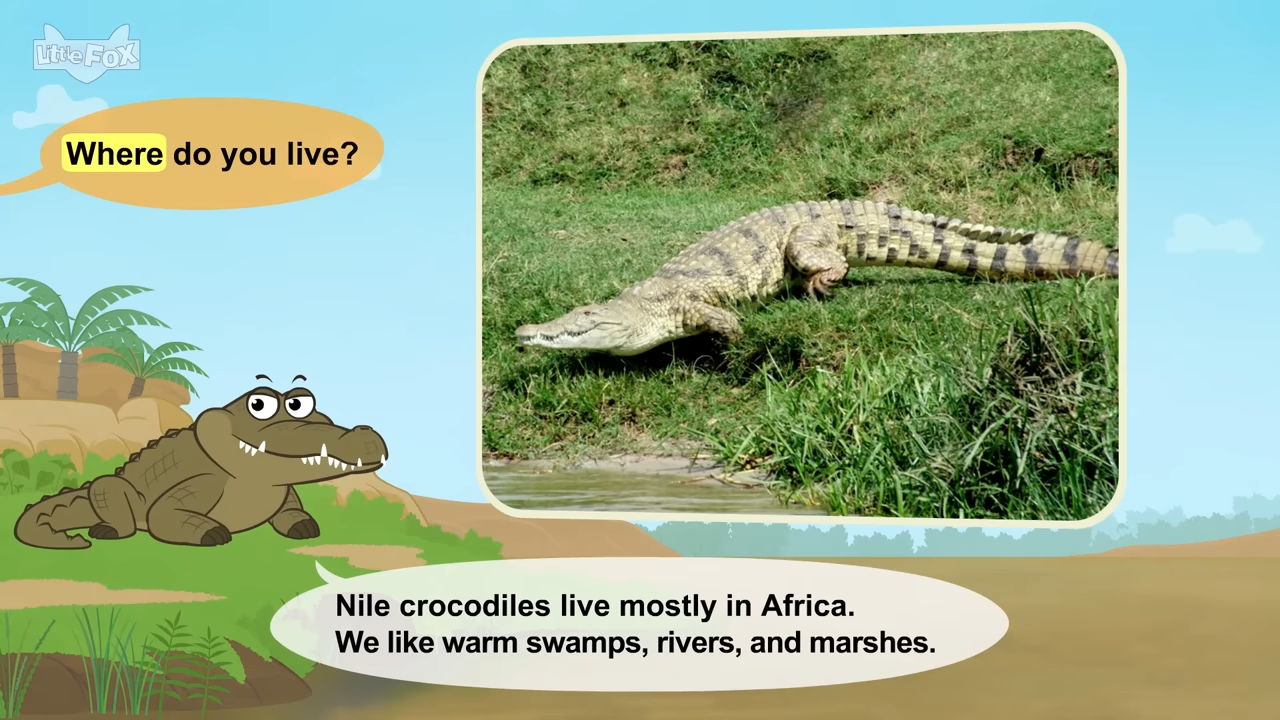 Little Fox
Where do you live?
Nile crocodiles live mostly in Africa.
We like warm swamps, rivers, and marshes.